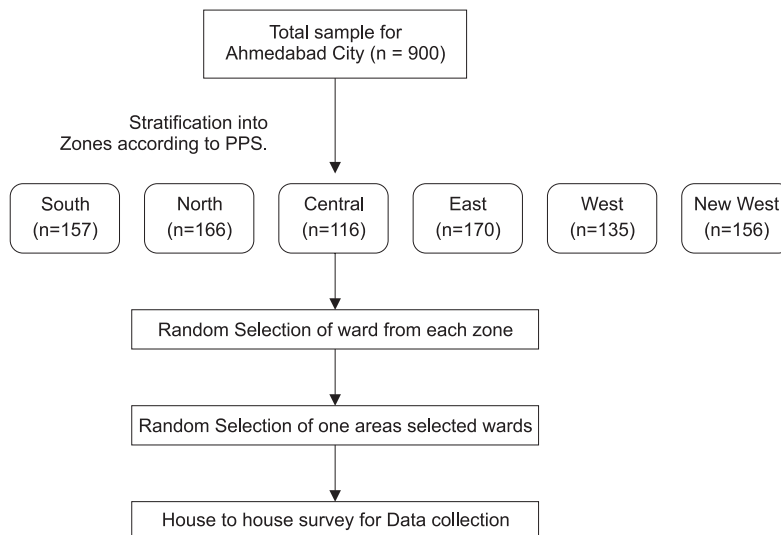 Total sample for
Ahmedabad City (n = 900)
Stratification into
Zones according to PPS.
South
(n=157)
North
(n=166)
Central
(n=116)
East
(n=170)
West
(n=135)
New West
(n=156)
Random Selection of ward from each zone
Random Selection of one areas selected wards
House to house survey for Data collection